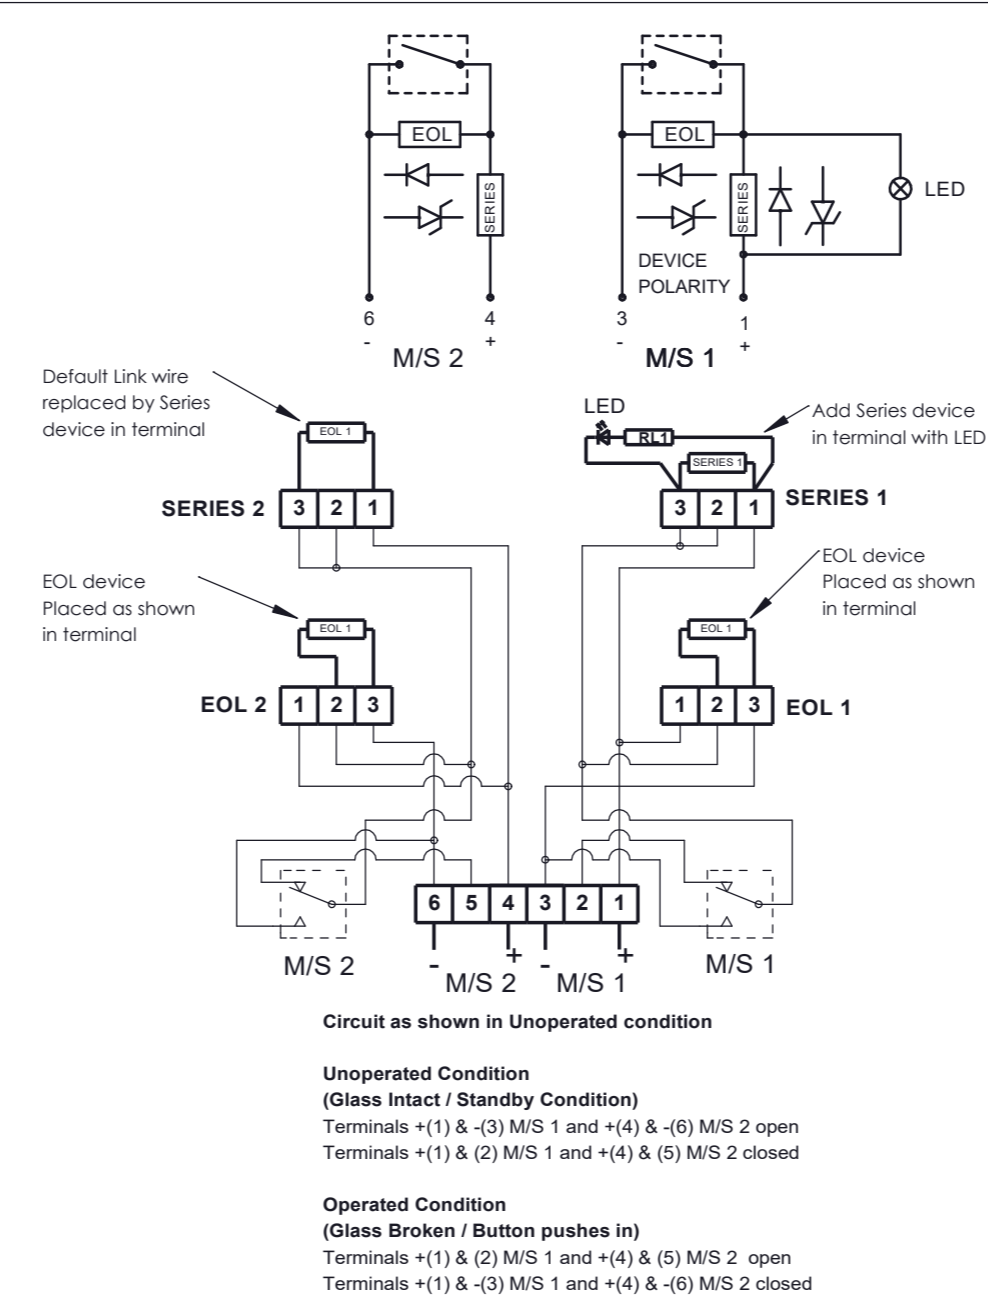 EOL
EOL
SERIES
SERIES
LED
DEVICE
POLARITY
6
4
3
1
-
+
-
+
M/S 2
M/S 1
Default Link wire
replaced by Series
device in terminal
EOL 1
LED
RL1
SERIES 1
Add Series device
in terminal with LED
SERIES 2
3 2 1
3 2 1
SERIES 1
EOL device
Placed as shown
in terminal
EOL 1
EOL 1
EOL device
Placed as shown
in terminal
EOL 2
1 2 3
1 2 3
EOL 1
6 5 4 3 2 1
- + - +
M/S 2
M/S 2
M/S 1
M/S 1
Circuit as shown in Unoperated condition
Unoperated Condition
(Glass Intact / Standby Condition)
Terminals +(1) & -(3) M/S 1 and +(4) & -(6) M/S 2 open
Terminals +(1) & (2) M/S 1 and +(4) & (5) M/S 2 closed
Operated Condition
(Glass Broken / Button pushes in)
Terminals +(1) & (2) M/S 1 and +(4) & (5) M/S 2 open
Terminals +(1) & -(3) M/S 1 and +(4) & -(6) M/S 2 closed